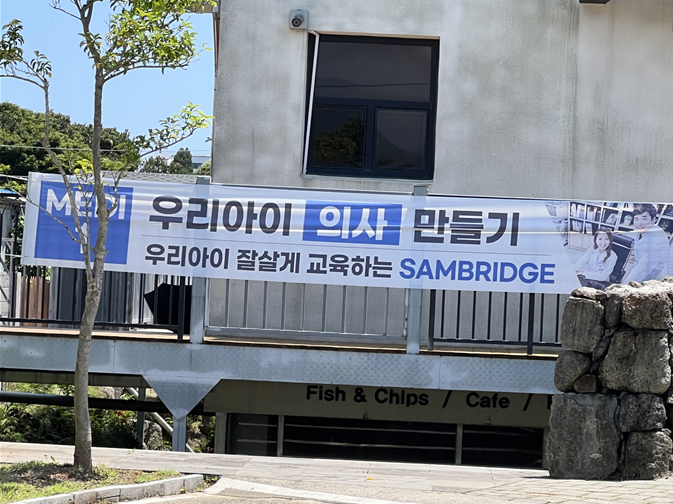 MEDI
우리아이 의사 만들기
우리아이 잘살게 교육하는 SAMBRIDGE
Fish & Chips / Cafe /